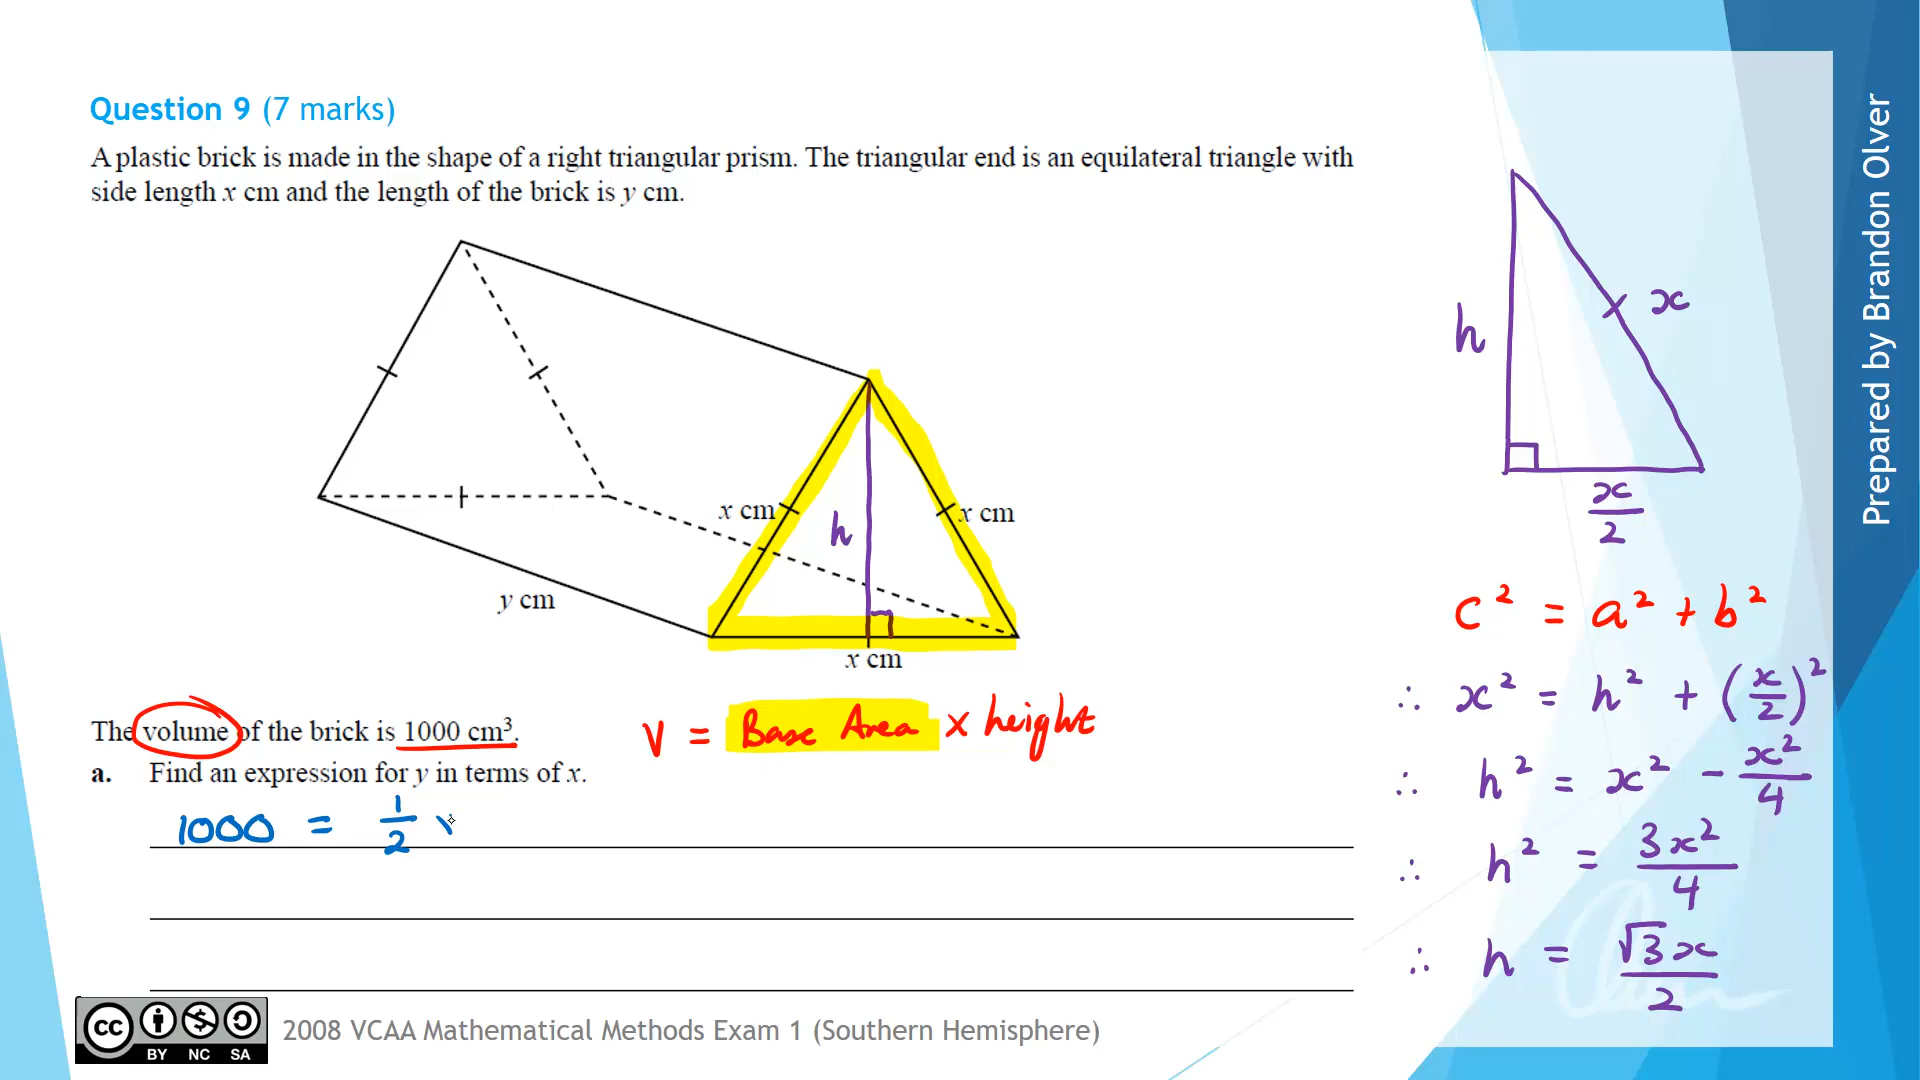 Question 9 (7 marks)
A plastic brick is made in the shape of a right triangular prism. The triangular end is an equilateral triangle with
side length x cm and the length of the brick is y cm.
x cm
h
x cm
y cm
x cm
The volume of the brick is 1000 cm³.
V = Base Area × height
a. Find an expression for y in terms of x.
1000 = 1/2
h
x
x/2
c² = a² + b²
∴ x² = h² + (x/2)²
∴ h² = x² - x²/4
∴ h² = 3x²/4
∴ h = √3x/2
Prepared by Brandon Olver
cc BY NC SA
2008 VCAA Mathematical Methods Exam 1 (Southern Hemisphere)